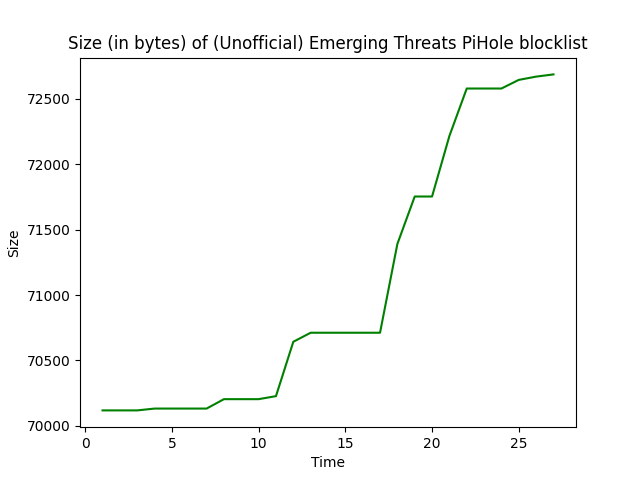 Size (in bytes) of (Unofficial) Emerging Threats PiHole blocklist
72500
72000
71500
71000
70500
70000
Size
0 5 10 15 20 25
Time